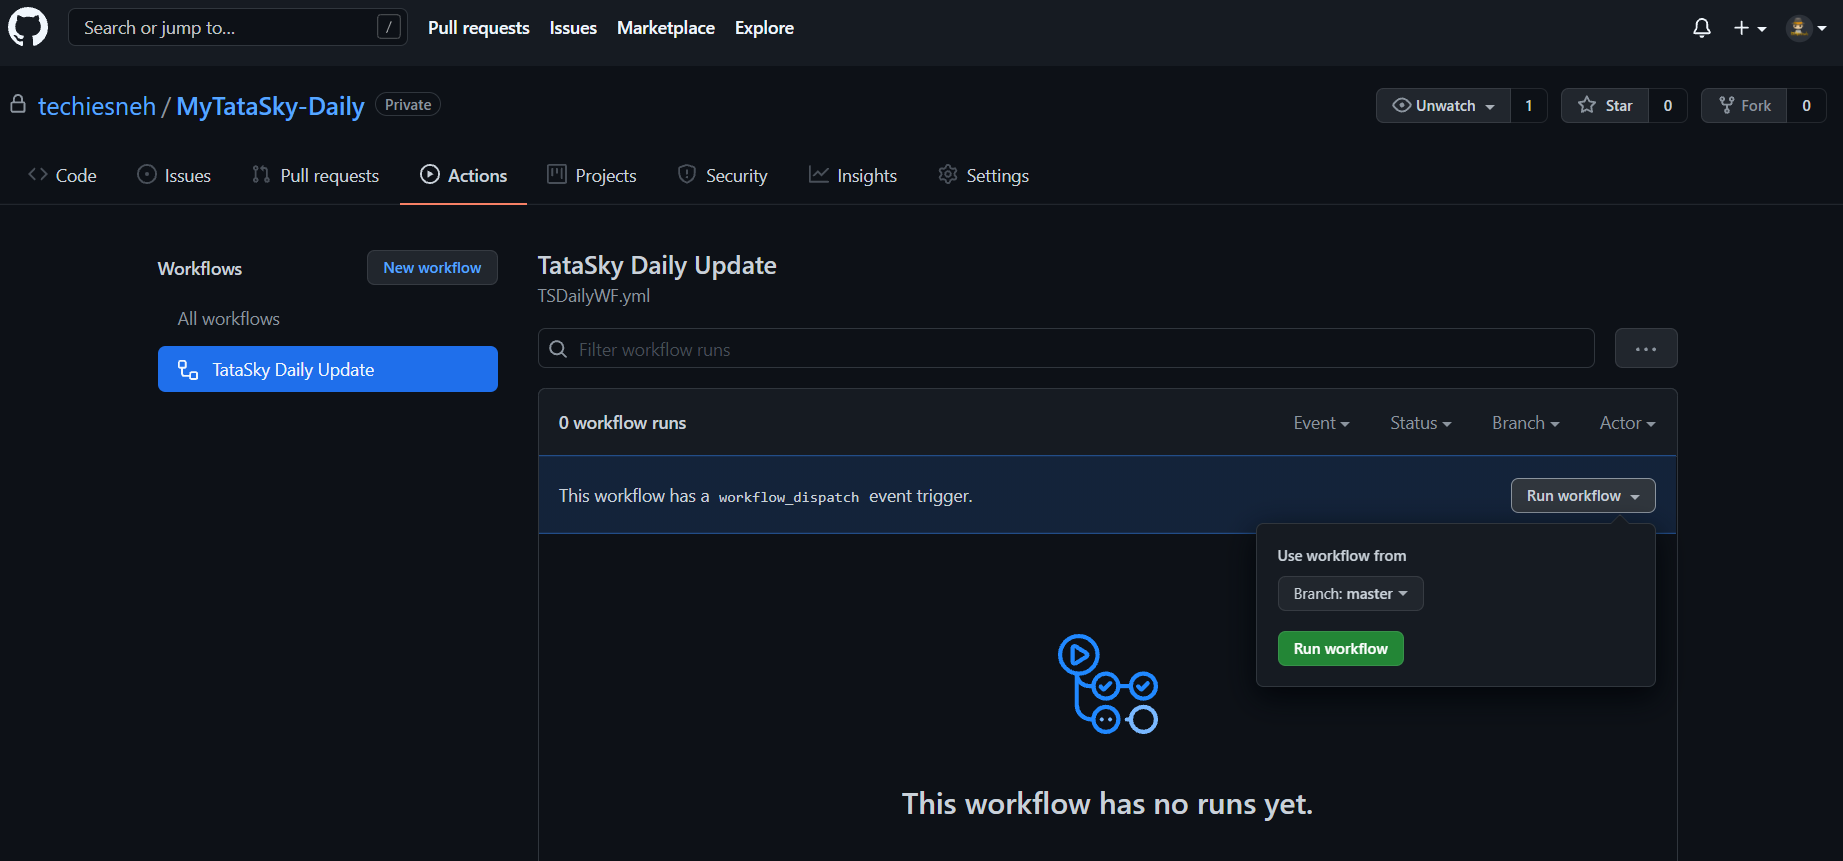 Search or jump to... / Pull requests Issues Marketplace Explore
techiesneh / MyTataSky-Daily Private Unwatch 1 Star 0 Fork 0
Code Issues Pull requests Actions Projects Security Insights Settings
Workflows New workflow
All workflows
TataSky Daily Update
TataSky Daily Update
TSDailyWF.yml
Filter workflow runs ...
0 workflow runs Event Status Branch Actor
This workflow has a workflow_dispatch event trigger. Run workflow
Use workflow from
Branch: master
Run workflow
This workflow has no runs yet.